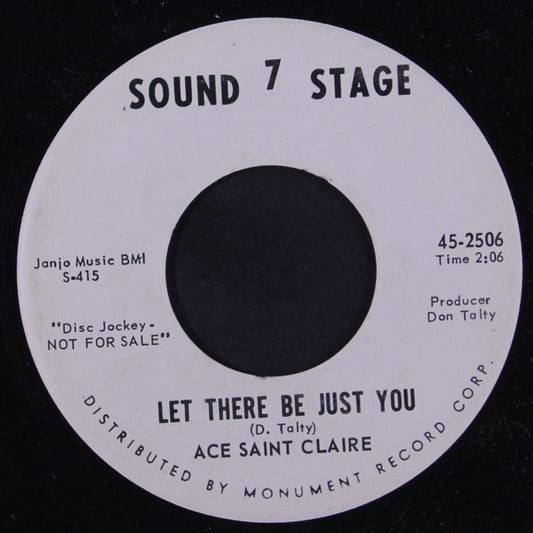 SOUND 7 STAGE
Janjo Music BMI
S-415
"Disc Jockey-
NOT FOR SALE"
45-2506
Time 2:06
Producer
Don Talty
LET THERE BE JUST YOU
(D. Talty)
ACE SAINT CLAIRE
DISTRIBUTED BY MONUMENT RECORD CORP.